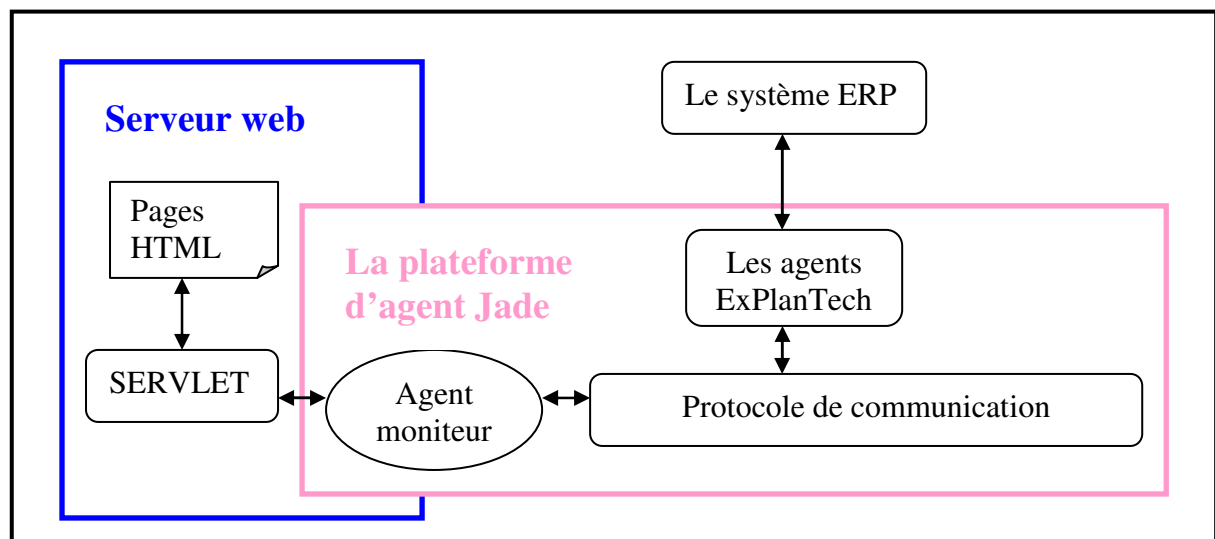 Le système ERP
Serveur web
Pages
HTML
La plateforme
d'agent Jade
Les agents
ExPlanTech
SERVLET
Agent
moniteur
Protocole de communication